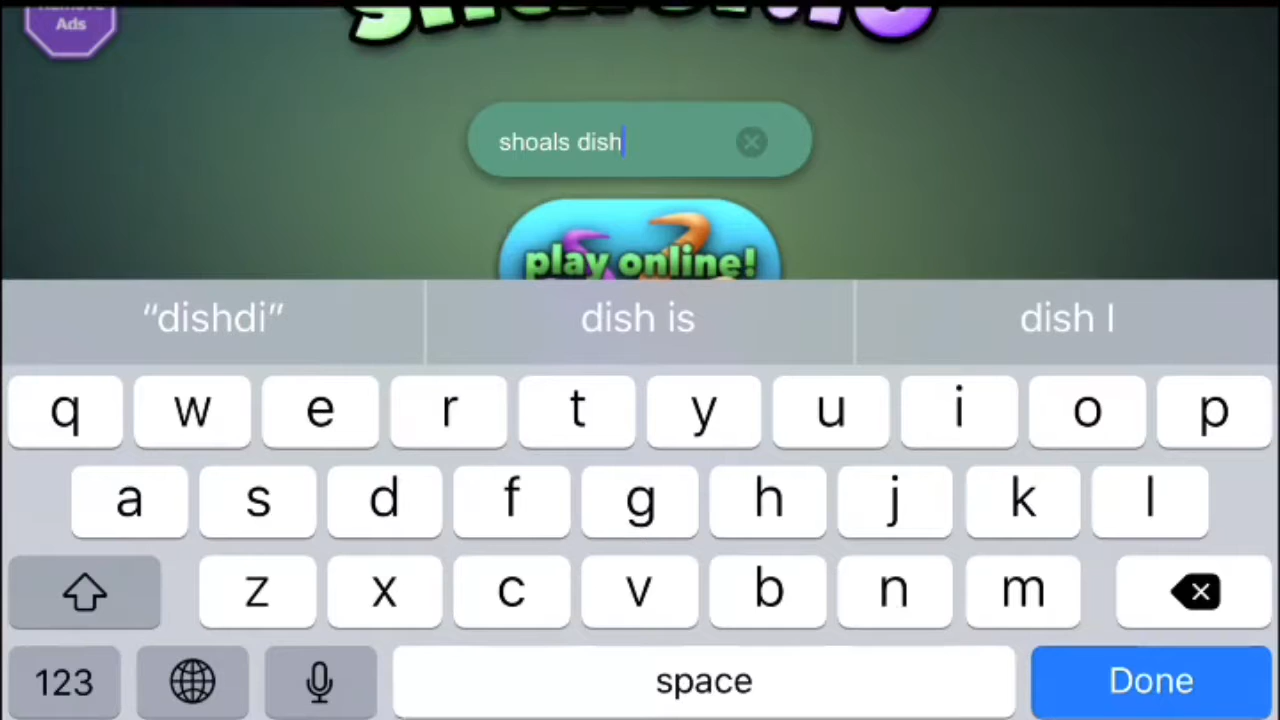 Ads
shoals dish
play online!
“dishdi” dish is dish I
q w e r t y u i o p
a s d f g h j k l
z x c v b n m
123 space Done